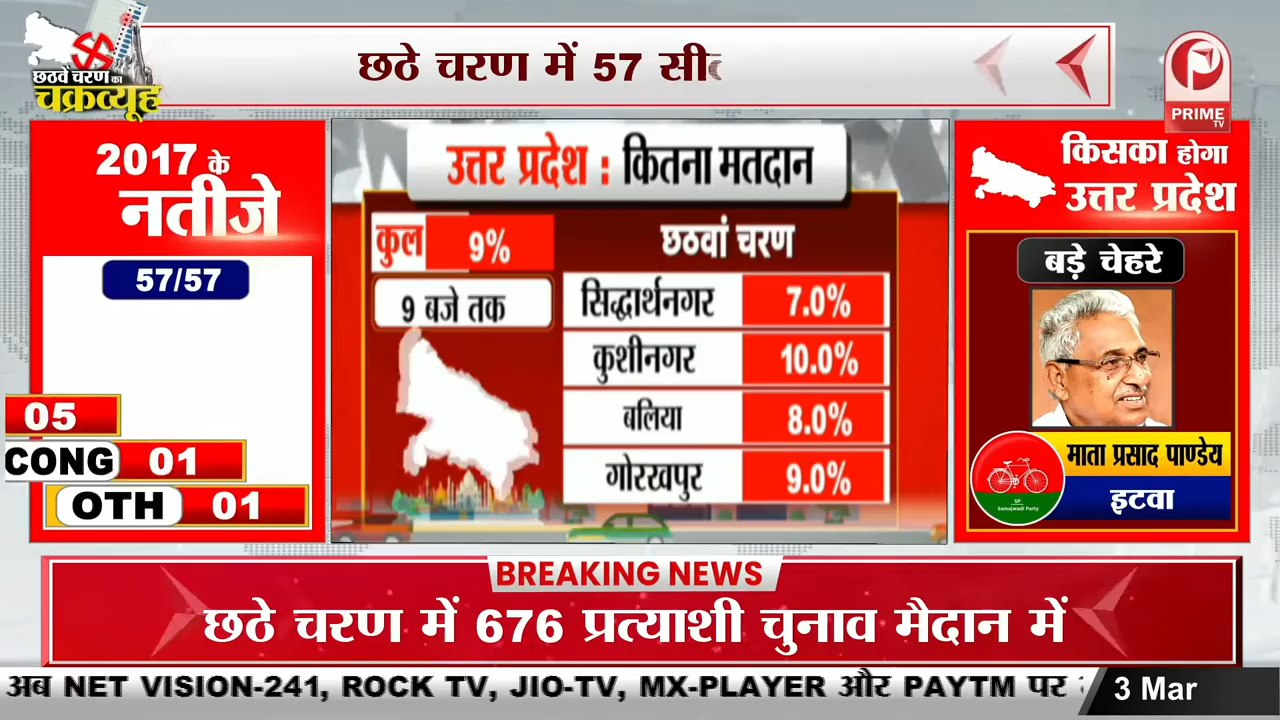 छठवें चरण का
चक्रव्यूह
छठे चरण में 57
PRIME
TV
2017 के
नतीजे
57/57
05
CONG 01
OTH 01
उत्तर प्रदेश : कितना मतदान
कुल 9%
9 बजे तक
छठवां चरण
सिद्धार्थनगर 7.0%
कुशीनगर 10.0%
बलिया 8.0%
गोरखपुर 9.0%
किसका होगा
उत्तर प्रदेश
बड़े चेहरे
SP
Samajwadi Party
माता प्रसाद पाण्डेय
इटवा
BREAKING NEWS
छठे चरण में 676 प्रत्याशी चुनाव मैदान में
अब NET VISION-241, ROCK TV, JIO-TV, MX-PLAYER और PAYTM पर
3 Mar